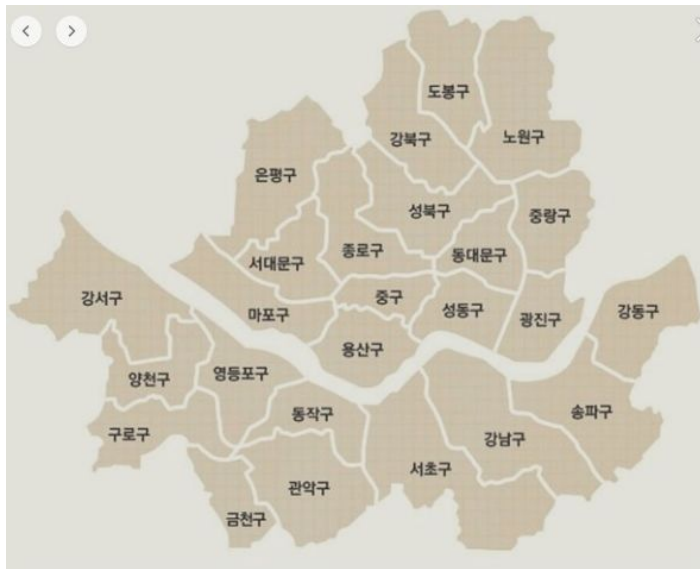 도봉구
강북구
노원구
은평구
성북구
중랑구
종로구
동대문구
서대문구
강서구
중구
성동구
강동구
마포구
광진구
용산구
영등포구
양천구
동작구
송파구
구로구
강남구
서초구
관악구
금천구